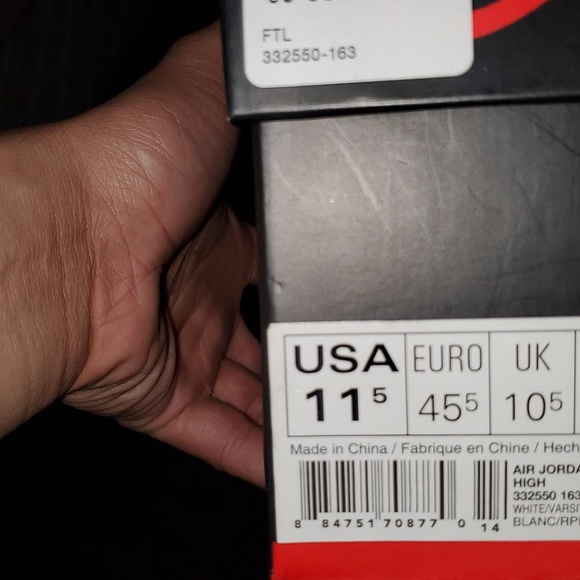 FTL
332550-163
USA EURO UK
11⁵ 45⁵ 10⁵
Made in China / Fabrique en Chine / Hech
AIR JORDA
HIGH
332550 163
WHITE/VARSI
BLANC/RP
8 84751 70877 0 14